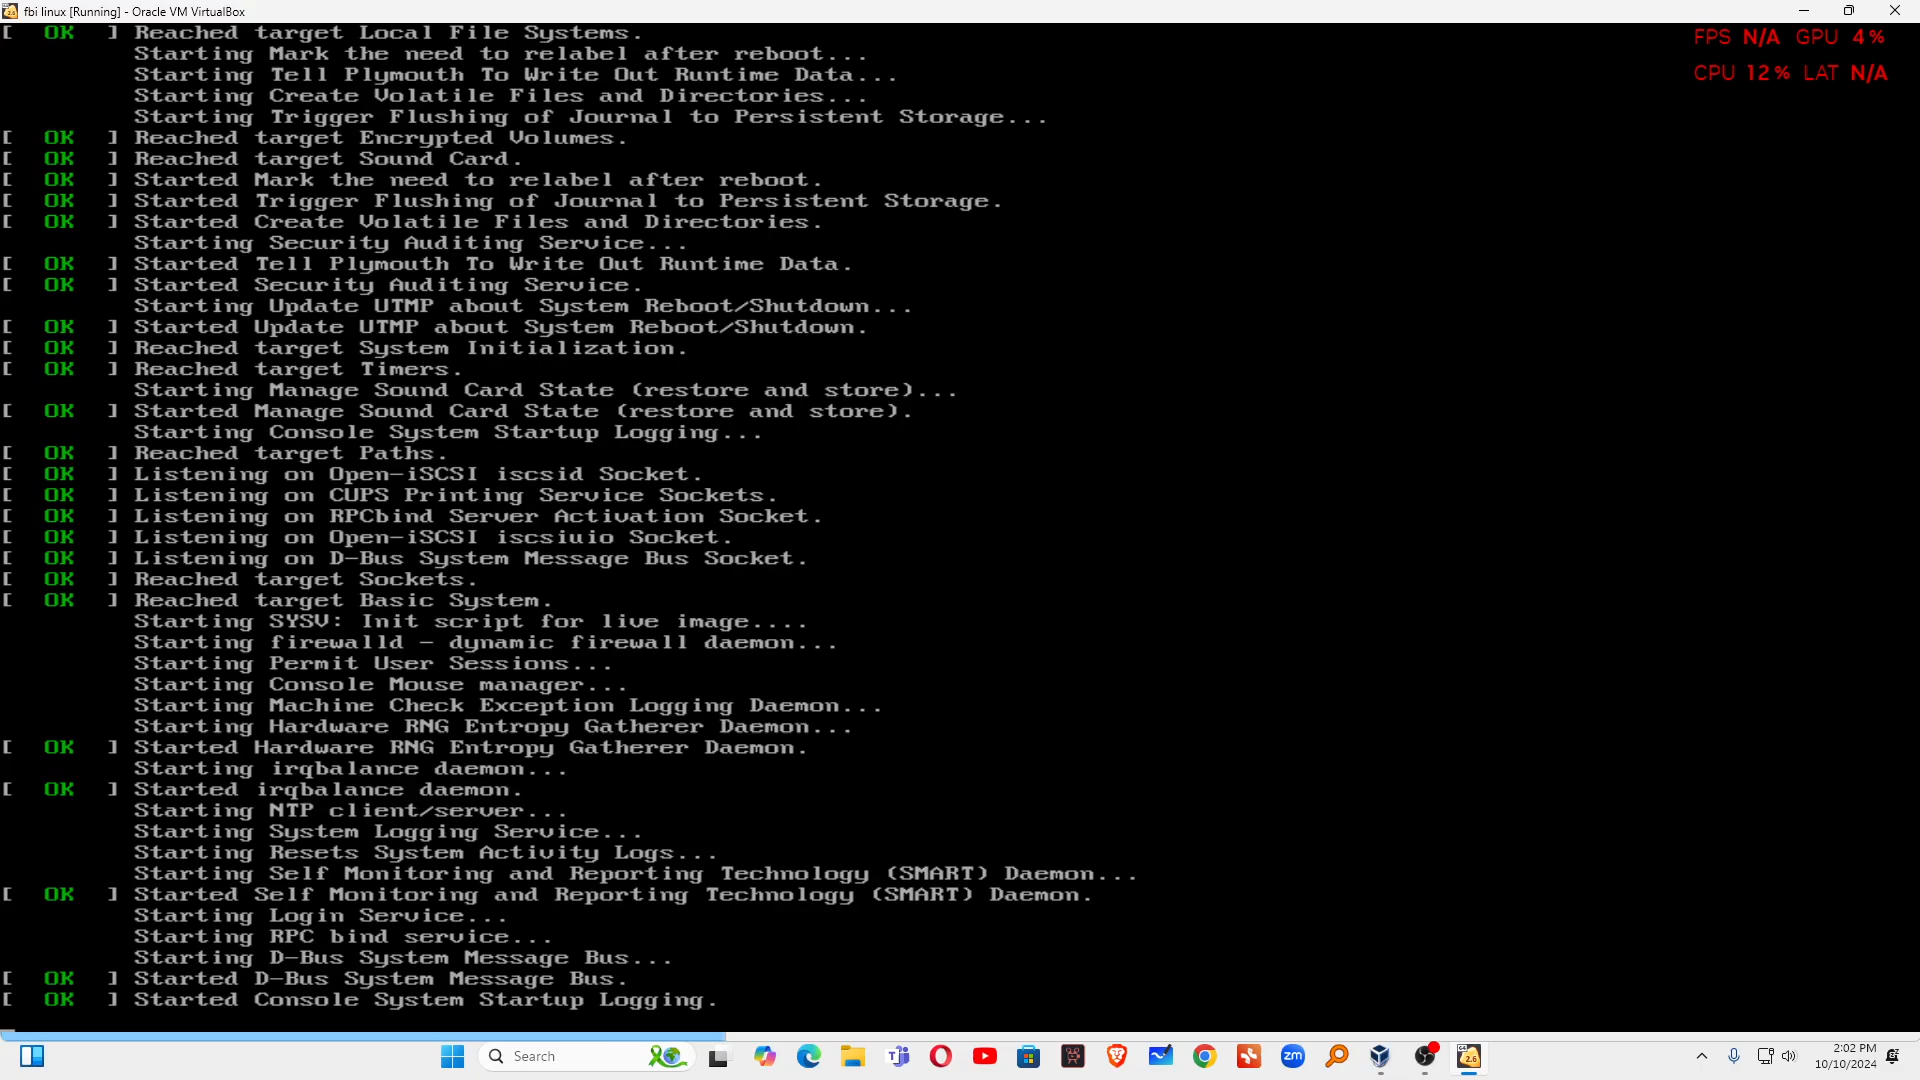 fbi linux [Running] - Oracle VM VirtualBox
[ OK ] Reached target Local File Systems.
Starting Mark the need to relabel after reboot...
Starting Tell Plymouth To Write Out Runtime Data...
Starting Create Volatile Files and Directories...
Starting Trigger Flushing of Journal to Persistent Storage...
[ OK ] Reached target Encrypted Volumes.
[ OK ] Reached target Sound Card.
[ OK ] Started Mark the need to relabel after reboot.
[ OK ] Started Trigger Flushing of Journal to Persistent Storage.
[ OK ] Started Create Volatile Files and Directories.
Starting Security Auditing Service...
[ OK ] Started Tell Plymouth To Write Out Runtime Data.
[ OK ] Started Security Auditing Service.
Starting Update UTMP about System Reboot/Shutdown...
[ OK ] Started Update UTMP about System Reboot/Shutdown.
[ OK ] Reached target System Initialization.
[ OK ] Reached target Timers.
Starting Manage Sound Card State (restore and store)...
[ OK ] Started Manage Sound Card State (restore and store).
Starting Console System Startup Logging...
[ OK ] Reached target Paths.
[ OK ] Listening on Open-iSCSI iscsid Socket.
[ OK ] Listening on CUPS Printing Service Sockets.
[ OK ] Listening on RPCbind Server Activation Socket.
[ OK ] Listening on Open-iSCSI iscsiuio Socket.
[ OK ] Listening on D-Bus System Message Bus Socket.
[ OK ] Reached target Sockets.
[ OK ] Reached target Basic System.
Starting SYSV: Init script for live image....
Starting firewalld - dynamic firewall daemon...
Starting Permit User Sessions...
Starting Console Mouse manager...
Starting Machine Check Exception Logging Daemon...
Starting Hardware RNG Entropy Gatherer Daemon...
[ OK ] Started Hardware RNG Entropy Gatherer Daemon.
Starting irqbalance daemon...
[ OK ] Started irqbalance daemon.
Starting NTP client/server...
Starting System Logging Service...
Starting Resets System Activity Logs...
Starting Self Monitoring and Reporting Technology (SMART) Daemon...
[ OK ] Started Self Monitoring and Reporting Technology (SMART) Daemon.
Starting Login Service...
Starting RPC bind service...
Starting D-Bus System Message Bus...
[ OK ] Started D-Bus System Message Bus.
[ OK ] Started Console System Startup Logging.
FPS N/A GPU 4%
CPU 12% LAT N/A
Search
zm
2.6
2:02 PM
10/10/2024